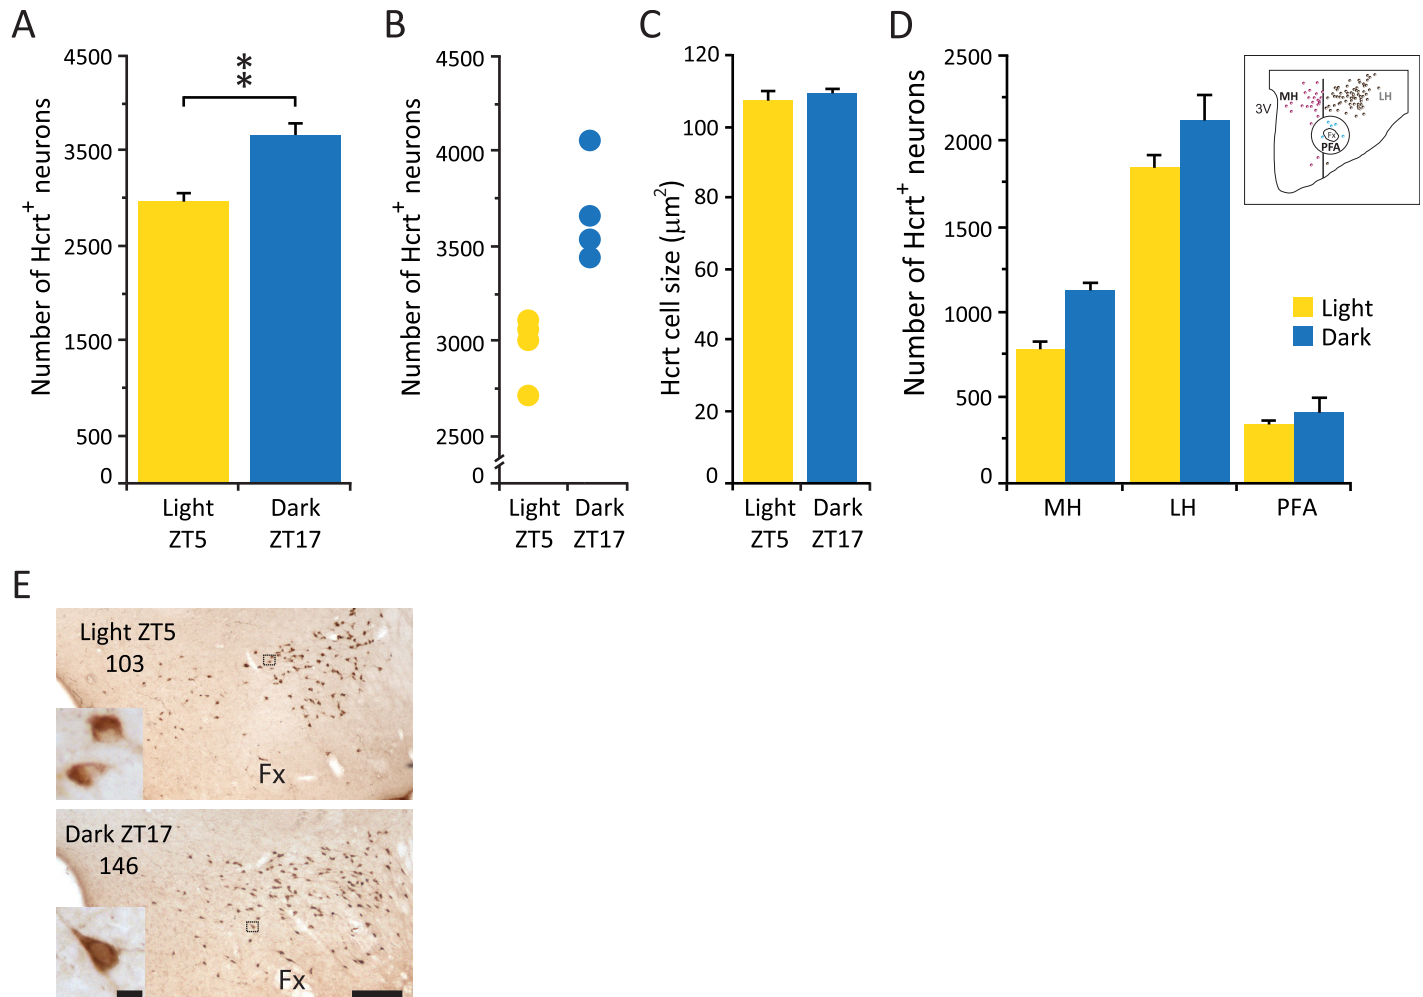 A
Number of Hcrt+ neurons
4500
3500
2500
1500
500
0
*
*
Light
ZT5
Dark
ZT17
B
Number of Hcrt+ neurons
4500
4000
3500
3000
2500
0
Light
ZT5
Dark
ZT17
C
Hcrt cell size (μm²)
120
100
80
60
40
20
0
Light
ZT5
Dark
ZT17
D
Number of Hcrt+ neurons
2500
2000
1500
1000
500
0
MH
LH
PFA
3V
MH
LH
Fx
PFA
Light
Dark
E
Light ZT5
103
Fx
Dark ZT17
146
Fx